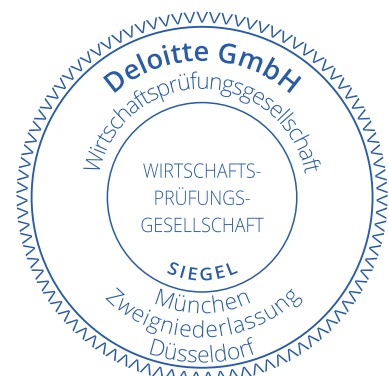 Deloitte GmbH
Wirtschaftsprüfungsgesellschaft
WIRTSCHAFTS-
PRÜFUNGS-
GESELLSCHAFT
SIEGEL
München
Zweigniederlassung
Düsseldorf